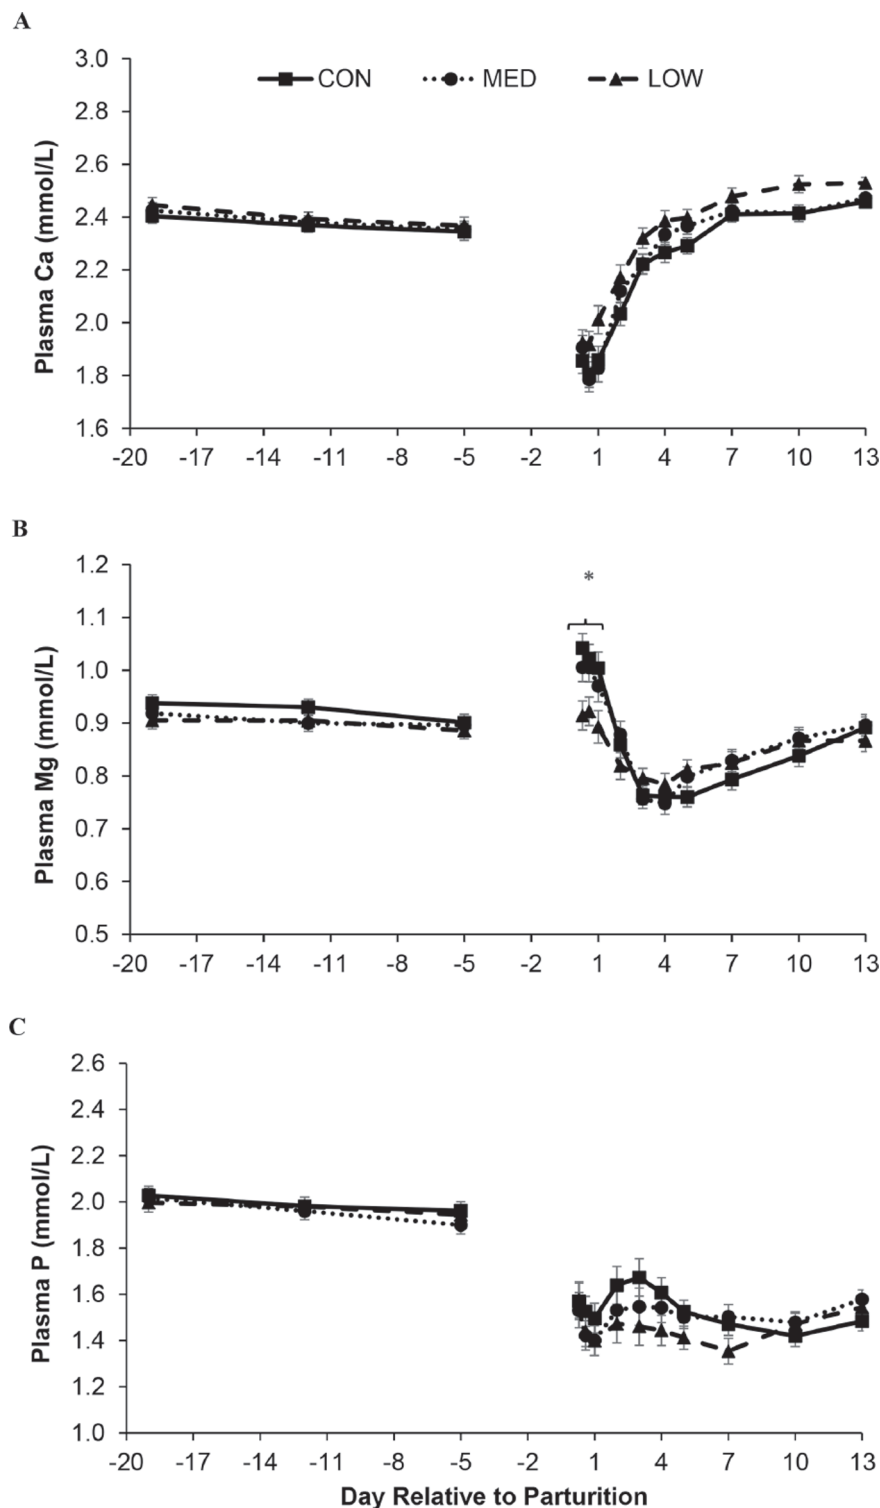 A
3.0
CON MED LOW
2.8
2.6
2.4
2.2
2.0
1.8
1.6
Plasma Ca (mmol/L)
-20 -17 -14 -11 -8 -5 -2 1 4 7 10 13
B
1.2
*
1.1
1.0
0.9
0.8
0.7
0.6
0.5
Plasma Mg (mmol/L)
-20 -17 -14 -11 -8 -5 -2 1 4 7 10 13
C
2.6
2.4
2.2
2.0
1.8
1.6
1.4
1.2
1.0
Plasma P (mmol/L)
-20 -17 -14 -11 -8 -5 -2 1 4 7 10 13
Day Relative to Parturition